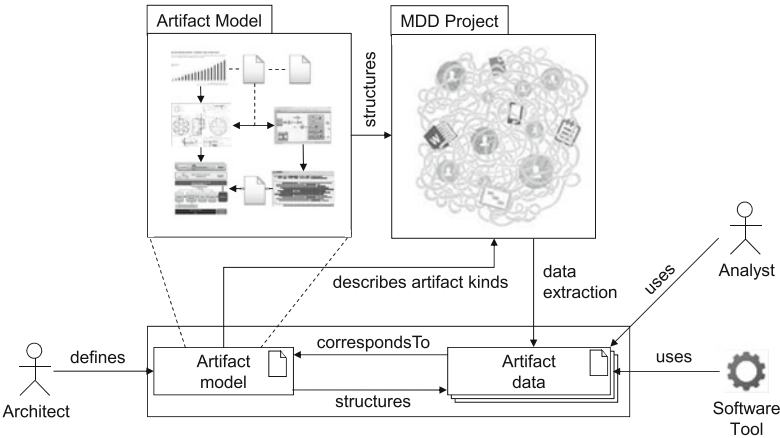 Artifact Model
MDD Project
structures
describes artifact kinds
data
extraction
uses
Analyst
defines
Architect
Artifact
model
correspondsTo
structures
Artifact
data
uses
Software
Tool